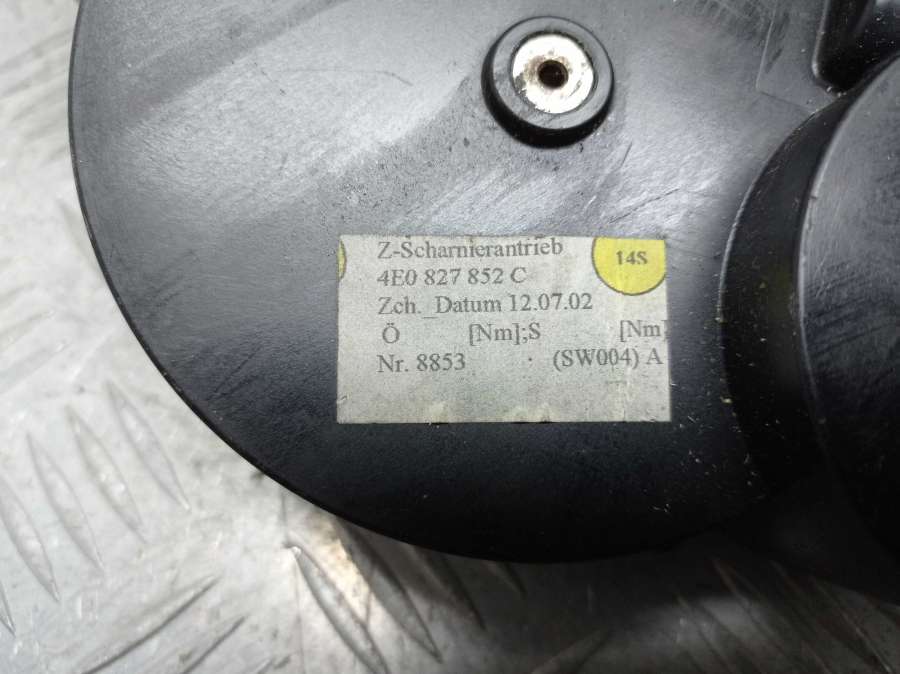 Z-Scharnierantrieb
14S
4E0 827 852 C
Zch._Datum 12.07.02
Ö [Nm];S [Nm]
Nr. 8853 (SW004) A